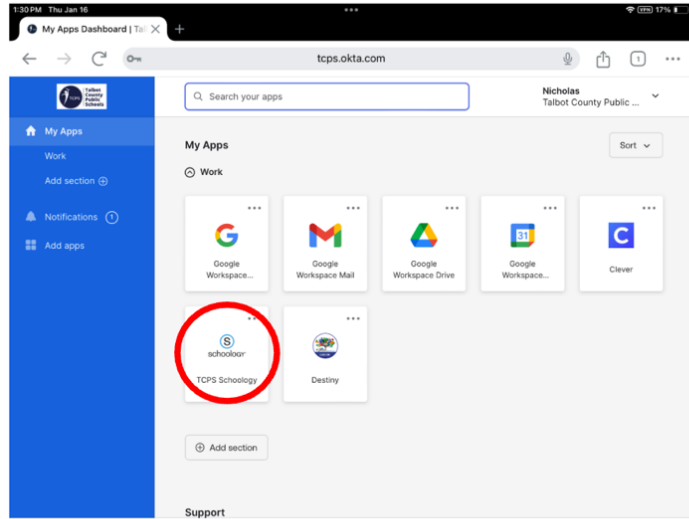 1:30 PM Thu Jan 16
VPN 17%
My Apps Dashboard | Tal
tcps.okta.com
1
TCPS
Talbot
County
Public
Schools
Search your apps
Nicholas
Talbot County Public ...
My Apps
Work
Add section
Notifications 1
Add apps
My Apps
Sort
Work
Google
Workspace...
Google
Workspace Mail
Google
Workspace Drive
31
Google
Workspace...
C
Clever
S
schoology
TCPS Schoology
Destiny
Add section
Support